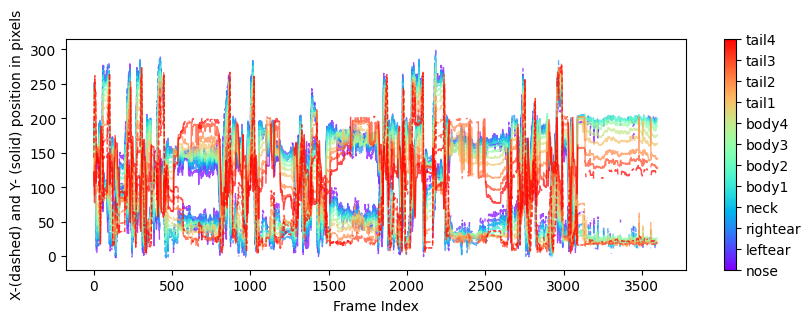 X-(dashed) and Y- (solid) position in pixels
300
250
200
150
100
50
0
0 500 1000 1500 2000 2500 3000 3500
Frame Index
tail4
tail3
tail2
tail1
body4
body3
body2
body1
neck
rightear
leftear
nose